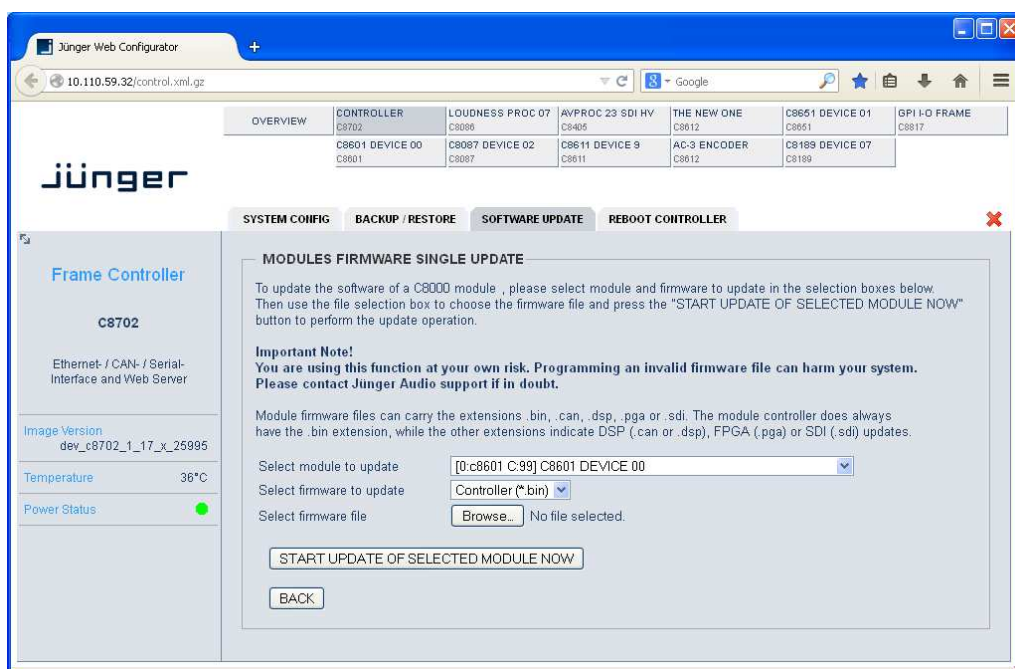 Jünger Web Configurator
10.110.59.32/control.xml.gz
Google
OVERVIEW
CONTROLLER
C8702
LOUDNESS PROC 07
C8086
AVPROC 23 SDI HV
C8405
THE NEW ONE
C8612
C8651 DEVICE 01
C8651
GPI I-O FRAME
C8817
C8601 DEVICE 00
C8601
C8087 DEVICE 02
C8087
C8611 DEVICE 9
C8611
AC-3 ENCODER
C8612
C8189 DEVICE 07
C8189
jünger
SYSTEM CONFIG
BACKUP / RESTORE
SOFTWARE UPDATE
REBOOT CONTROLLER
Frame Controller
C8702
Ethernet- / CAN- / Serial-
Interface and Web Server
Image Version
dev_c8702_1_17_x_25995
Temperature 36°C
Power Status
MODULES FIRMWARE SINGLE UPDATE
To update the software of a C8000 module , please select module and firmware to update in the selection boxes below.
Then use the file selection box to choose the firmware file and press the "START UPDATE OF SELECTED MODULE NOW"
button to perform the update operation.
Important Note!
You are using this function at your own risk. Programming an invalid firmware file can harm your system.
Please contact Jünger Audio support if in doubt.
Module firmware files can carry the extensions .bin, .can, .dsp, .pga or .sdi. The module controller does always
have the .bin extension, while the other extensions indicate DSP (.can or .dsp), FPGA (.pga) or SDI (.sdi) updates.
Select module to update [0:c8601 C:99] C8601 DEVICE 00
Select firmware to update Controller (*.bin)
Select firmware file Browse... No file selected.
START UPDATE OF SELECTED MODULE NOW
BACK